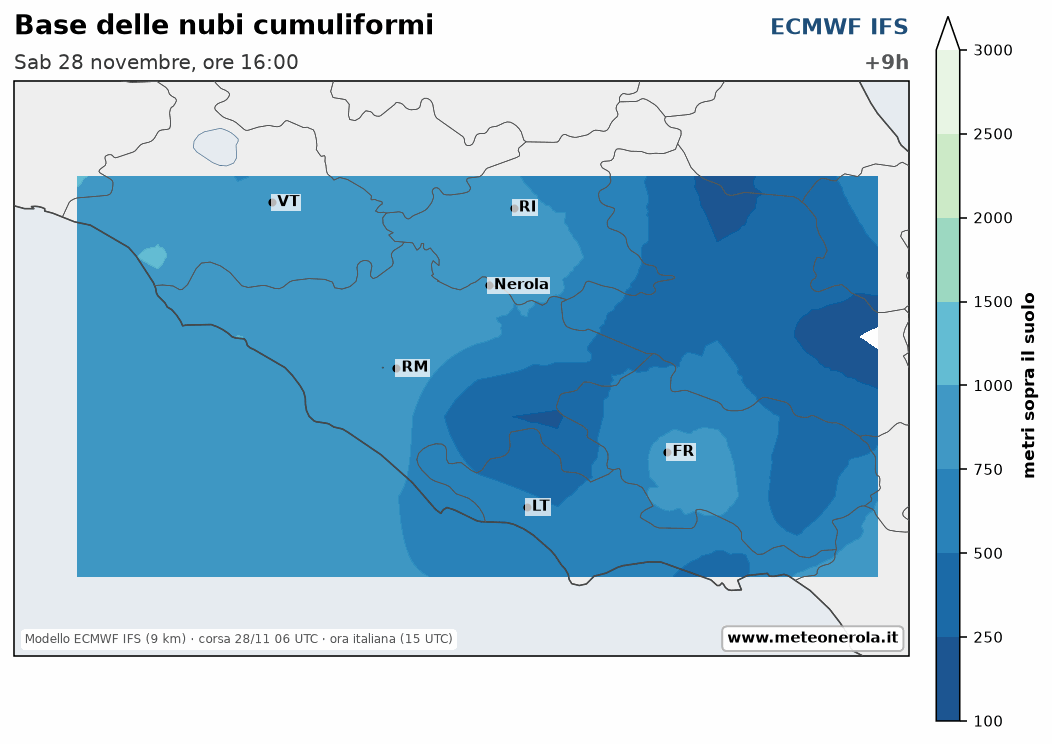 Base delle nubi cumuliformi
ECMWF IFS
Sab 28 novembre, ore 16:00
+9h
3000
2500
2000
1500
1000
750
500
250
100
metri sopra il suolo
VT
RI
Nerola
RM
FR
LT
Modello ECMWF IFS (9 km) · corsa 28/11 06 UTC · ora italiana (15 UTC)
www.meteonerola.it